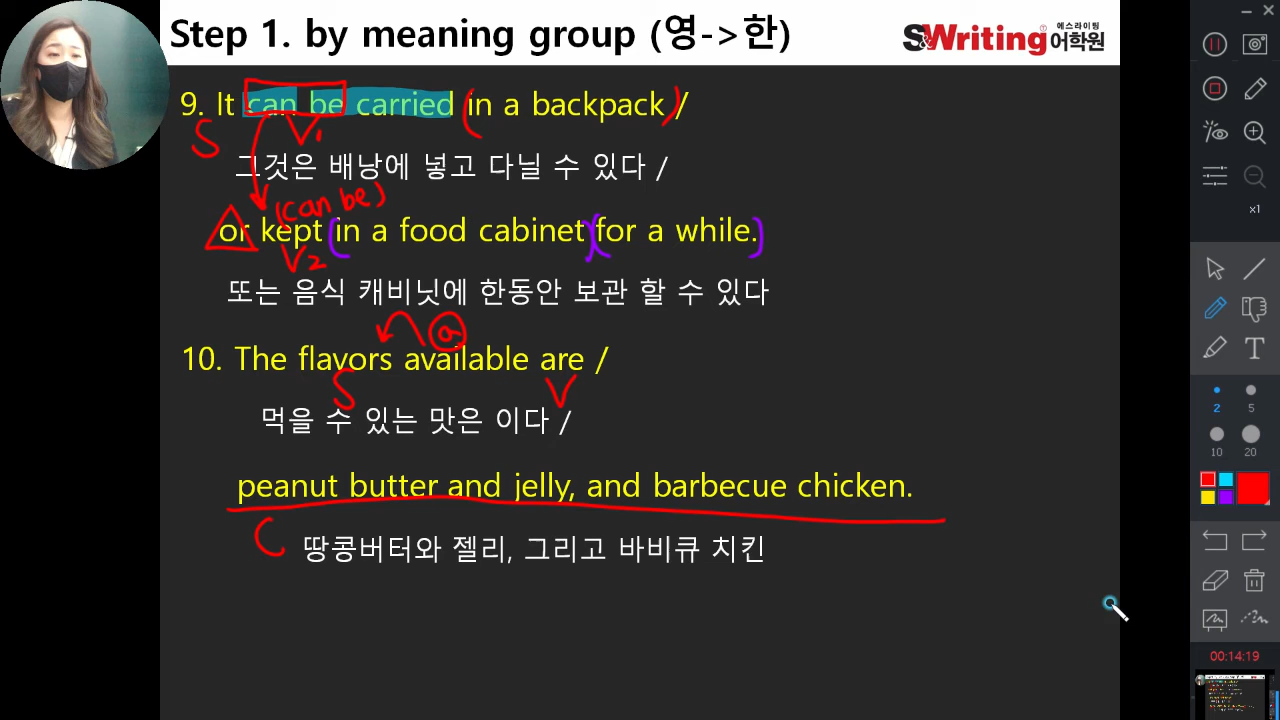 Step 1. by meaning group (영->한)
에스라이팅
S&Writing어학원
9. It can be carried (in a backpack) /
S V1
그것은 배낭에 넣고 다닐 수 있다 /
(can be)
or kept (in a food cabinet)(for a while.)
V2
또는 음식 캐비닛에 한동안 보관 할 수 있다
a
10. The flavors available are /
S V
먹을 수 있는 맛은 이다 /
peanut butter and jelly, and barbecue chicken.
C
땅콩버터와 젤리, 그리고 바비큐 치킨
x1
T
2 5
10 20
00:14:19